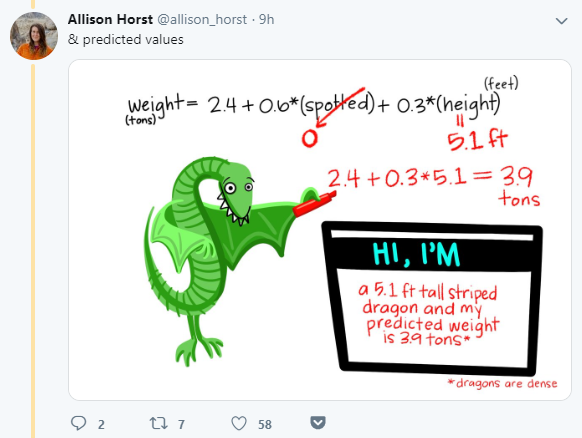 Allison Horst @allison_horst · 9h
& predicted values
(feet)
weight = 2.4 + 0.6*(spotted) + 0.3*(height)
(tons)
0
=
5.1 ft
2.4 + 0.3*5.1 = 3.9
tons
HI, I'M
a 5.1 ft tall striped
dragon and my
predicted weight
is 3.9 tons*
*dragons are dense
2 7 58